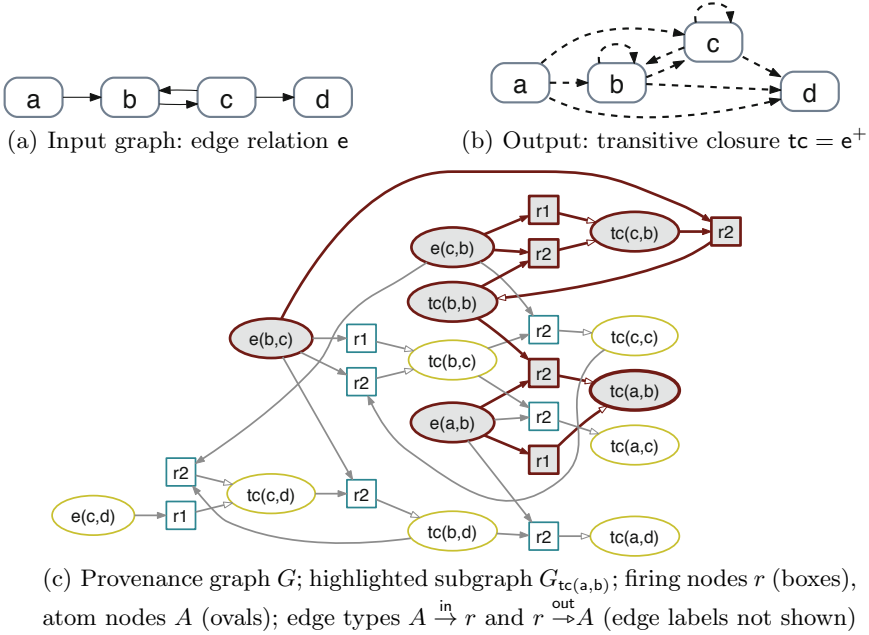 a
b
c
d
(a) Input graph: edge relation e
a
b
c
d
(b) Output: transitive closure tc = e⁺
r1
tc(c,b)
r2
e(c,b)
r2
tc(b,b)
e(b,c)
r1
r2
tc(b,c)
r2
tc(c,c)
r2
tc(a,b)
e(a,b)
r2
tc(a,c)
r1
r2
tc(c,d)
r2
e(c,d)
r1
tc(b,d)
r2
tc(a,d)
(c) Provenance graph G; highlighted subgraph G_tc(a,b); firing nodes r (boxes),
atom nodes A (ovals); edge types A →^in r and r ⇾^out A (edge labels not shown)